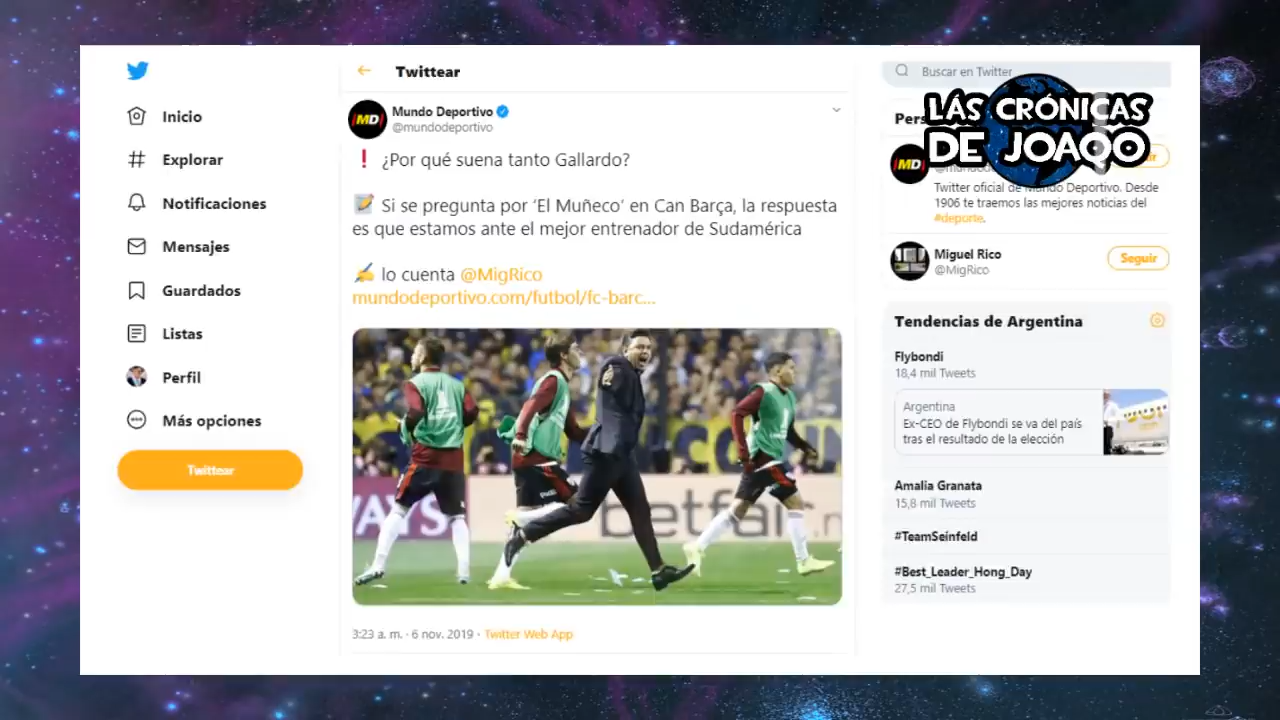 Inicio
Explorar
Notificaciones
Mensajes
Guardados
Listas
Perfil
Más opciones
Twittear
Twittear
MD
Mundo Deportivo
@mundodeportivo
❗ ¿Por qué suena tanto Gallardo?
📝 Si se pregunta por ‘El Muñeco’ en Can Barça, la respuesta
es que estamos ante el mejor entrenador de Sudamérica
✍ lo cuenta @MigRico
mundodeportivo.com/futbol/fc-barc...
WAYS
betfair.n
3:23 a. m. · 6 nov. 2019 · Twitter Web App
Buscar en Twitter
LÁS CRÓNICAS
DE JOAQO
MD
Twitter oficial de Mundo Deportivo. Desde
1906 te traemos las mejores noticias del
#deporte.
Miguel Rico
@MigRico
Seguir
Tendencias de Argentina
Flybondi
18,4 mil Tweets
Argentina
Ex-CEO de Flybondi se va del país
tras el resultado de la elección
Amalia Granata
15,8 mil Tweets
#TeamSeinfeld
#Best_Leader_Hong_Day
27,5 mil Tweets